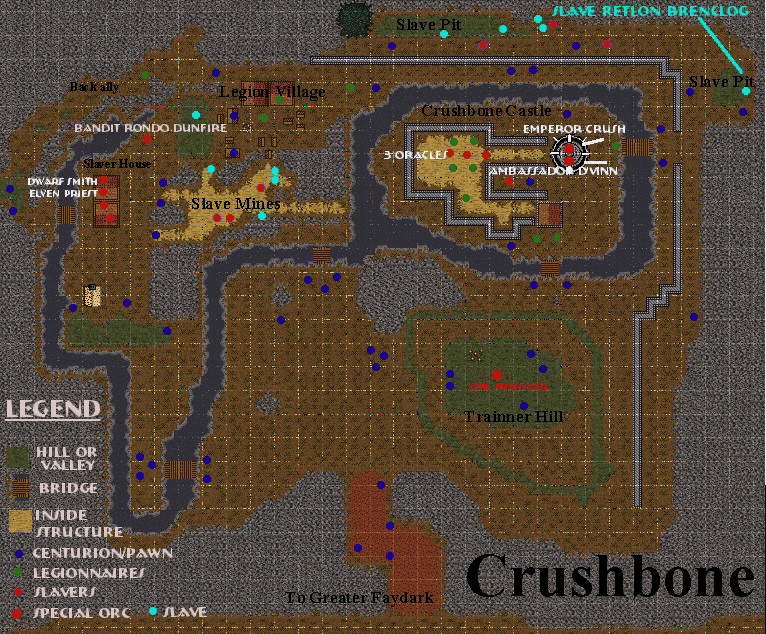 SLAVE RETLON BRENCLOG
Slave Pit
Slave Pit
Back ally
Legion Village
Crushbone Castle
BANDIT RONDO DUNFIRE
EMPEROR CRUSH
3 ORACLES
Slaver House
AMBASSADOR D'VINN
DWARF SMITH
ELVEN PRIEST
Slave Mines
Trainner Hill
LEGEND
HILL OR
VALLEY
BRIDGE
INSIDE
STRUCTURE
CENTURION/PAWN
LEGIONNAIRES
SLAVERS
SPECIAL ORC
SLAVE
To Greater Faydark
Crushbone